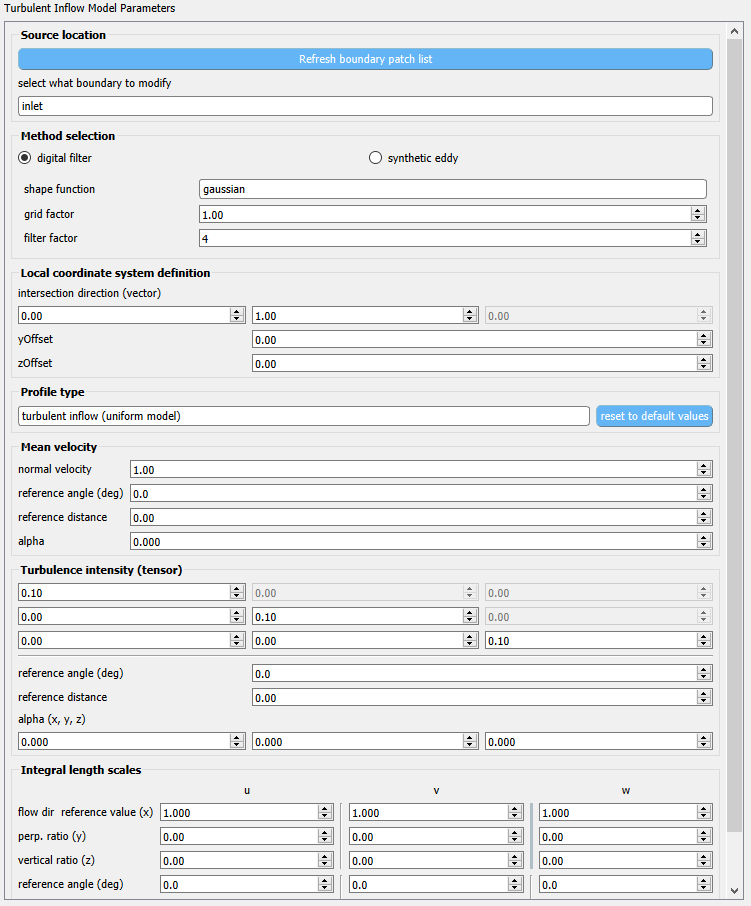 Turbulent Inflow Model Parameters
Source location
Refresh boundary patch list
select what boundary to modify
inlet
Method selection
digital filter synthetic eddy
shape function gaussian
grid factor 1.00
filter factor 4
Local coordinate system definition
intersection direction (vector)
0.00 1.00 0.00
yOffset 0.00
zOffset 0.00
Profile type
turbulent inflow (uniform model) reset to default values
Mean velocity
normal velocity 1.00
reference angle (deg) 0.0
reference distance 0.00
alpha 0.000
Turbulence intensity (tensor)
0.10 0.00 0.00
0.00 0.10 0.00
0.00 0.00 0.10
reference angle (deg) 0.0
reference distance 0.00
alpha (x, y, z)
0.000 0.000 0.000
Integral length scales
u v w
flow dir reference value (x) 1.000 1.000 1.000
perp. ratio (y) 0.00 0.00 0.00
vertical ratio (z) 0.00 0.00 0.00
reference angle (deg) 0.0 0.0 0.0